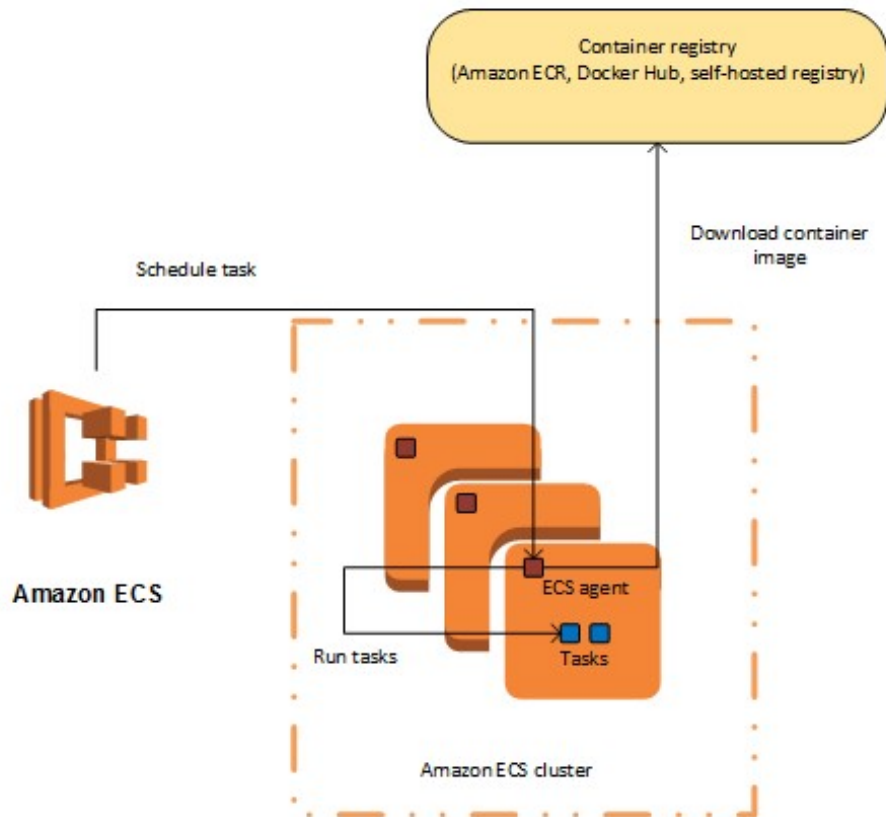 Container registry
(Amazon ECR, Docker Hub, self-hosted registry)
Download container
image
Schedule task
Amazon ECS
ECS agent
Run tasks
Tasks
Amazon ECS cluster